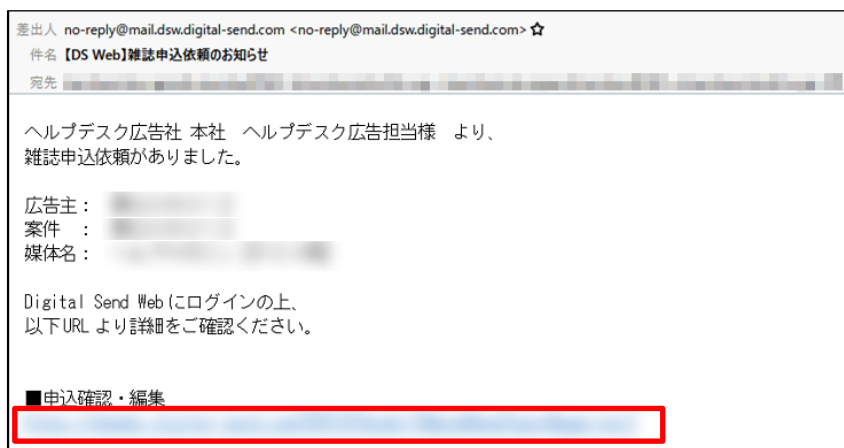 差出人 no-reply@mail.dsw.digital-send.com <no-reply@mail.dsw.digital-send.com>☆
件名 【DS Web】雑誌申込依頼のお知らせ
宛先
ヘルプデスク広告社 本社　ヘルプデスク広告担当様　より、
雑誌申込依頼がありました。
広告主：
案件　：
媒体名：
Digital Send Webにログインの上、
以下URLより詳細をご確認ください。
■申込確認・編集